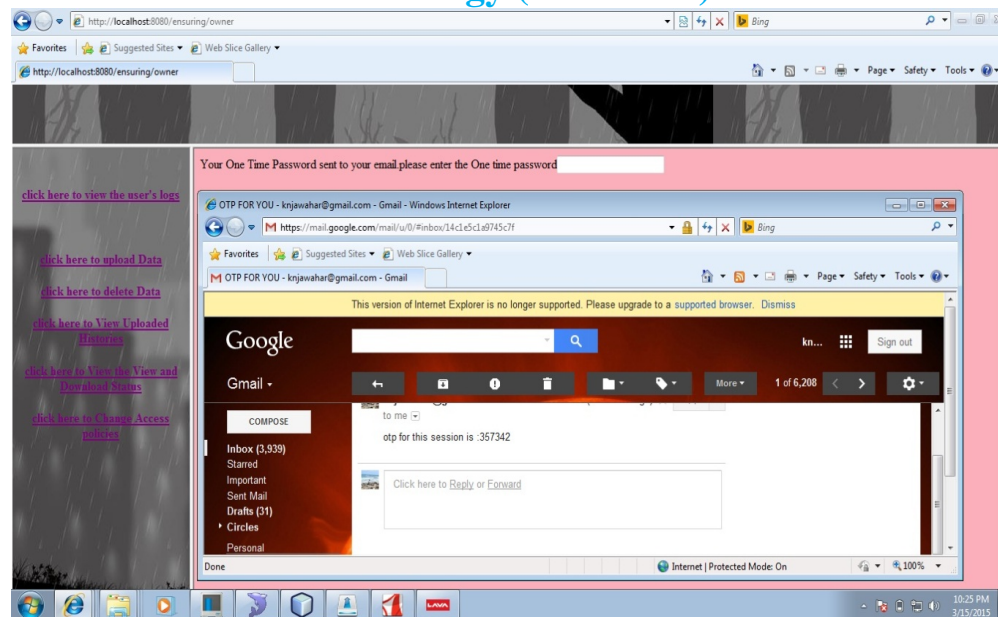 http://localhost:8080/ensuring/owner
Bing
Favorites
Suggested Sites
Web Slice Gallery
http://localhost:8080/ensuring/owner
Page
Safety
Tools
Your One Time Password sent to your email.please enter the One time password
click here to view the user's logs
click here to upload Data
click here to delete Data
click here to View Uploaded
Histories
click here to View the View and
Download Status
click here to Change Access
policies
OTP FOR YOU - knjawahar@gmail.com - Gmail - Windows Internet Explorer
https://mail.google.com/mail/u/0/#inbox/14c1e5c1a9745c7f
Bing
Favorites
Suggested Sites
Web Slice Gallery
OTP FOR YOU - knjawahar@gmail.com - Gmail
Page
Safety
Tools
This version of Internet Explorer is no longer supported. Please upgrade to a supported browser. Dismiss
Google
kn...
Sign out
Gmail
More
1 of 6,208
COMPOSE
to me
otp for this session is :357342
Inbox (3,939)
Starred
Important
Sent Mail
Drafts (31)
Circles
Personal
Click here to Reply or Forward
Done
Internet | Protected Mode: On
100%
LAVA
10:25 PM
3/15/2015